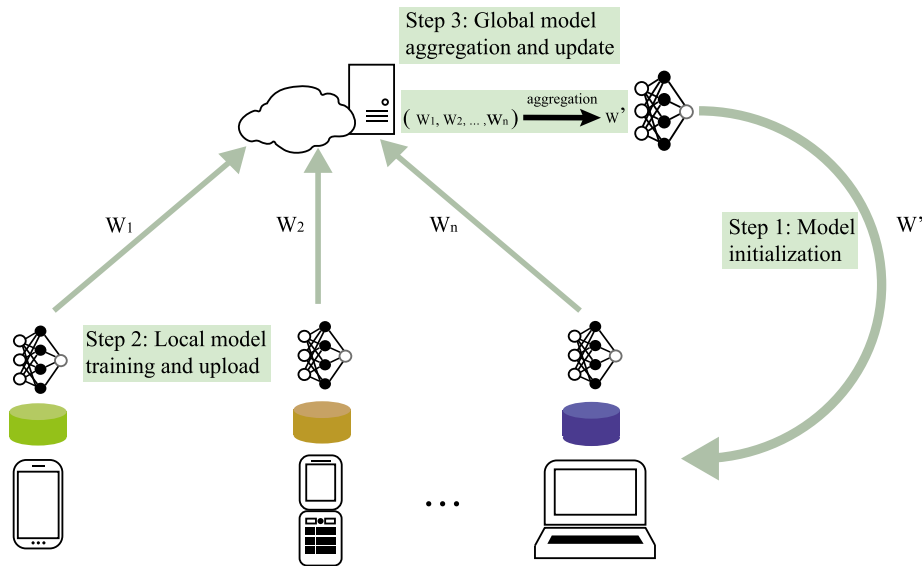 Step 3: Global model
aggregation and update
( W1, W2, ... ,Wn ) aggregation W'
W1
W2
Wn
Step 1: Model
initialization
W'
Step 2: Local model
training and upload
...